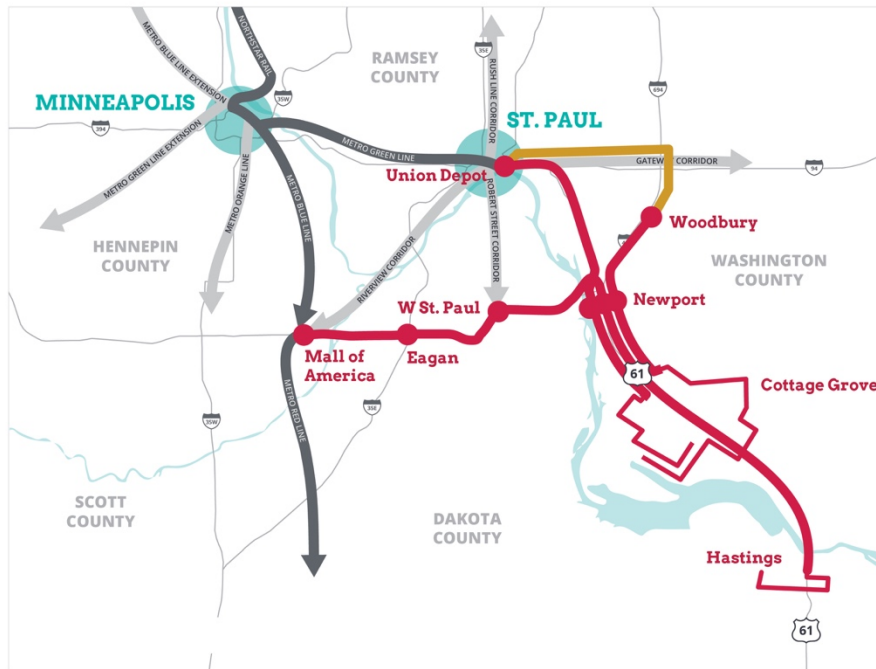 NORTHSTAR RAIL
METRO BLUE LINE EXTENSION
35W
RAMSEY
COUNTY
35E
RUSH LINE CORRIDOR
694
MINNEAPOLIS
394
METRO GREEN LINE EXTENSION
METRO ORANGE LINE
METRO GREEN LINE
ST. PAUL
Union Depot
GATEWAY CORRIDOR
94
METRO BLUE LINE
ROBERT STREET CORRIDOR
RIVERVIEW CORRIDOR
Woodbury
HENNEPIN
COUNTY
WASHINGTON
COUNTY
W St. Paul
Newport
Mall of
America
Eagan
61
Cottage Grove
METRO RED LINE
35W
35E
SCOTT
COUNTY
DAKOTA
COUNTY
Hastings
61